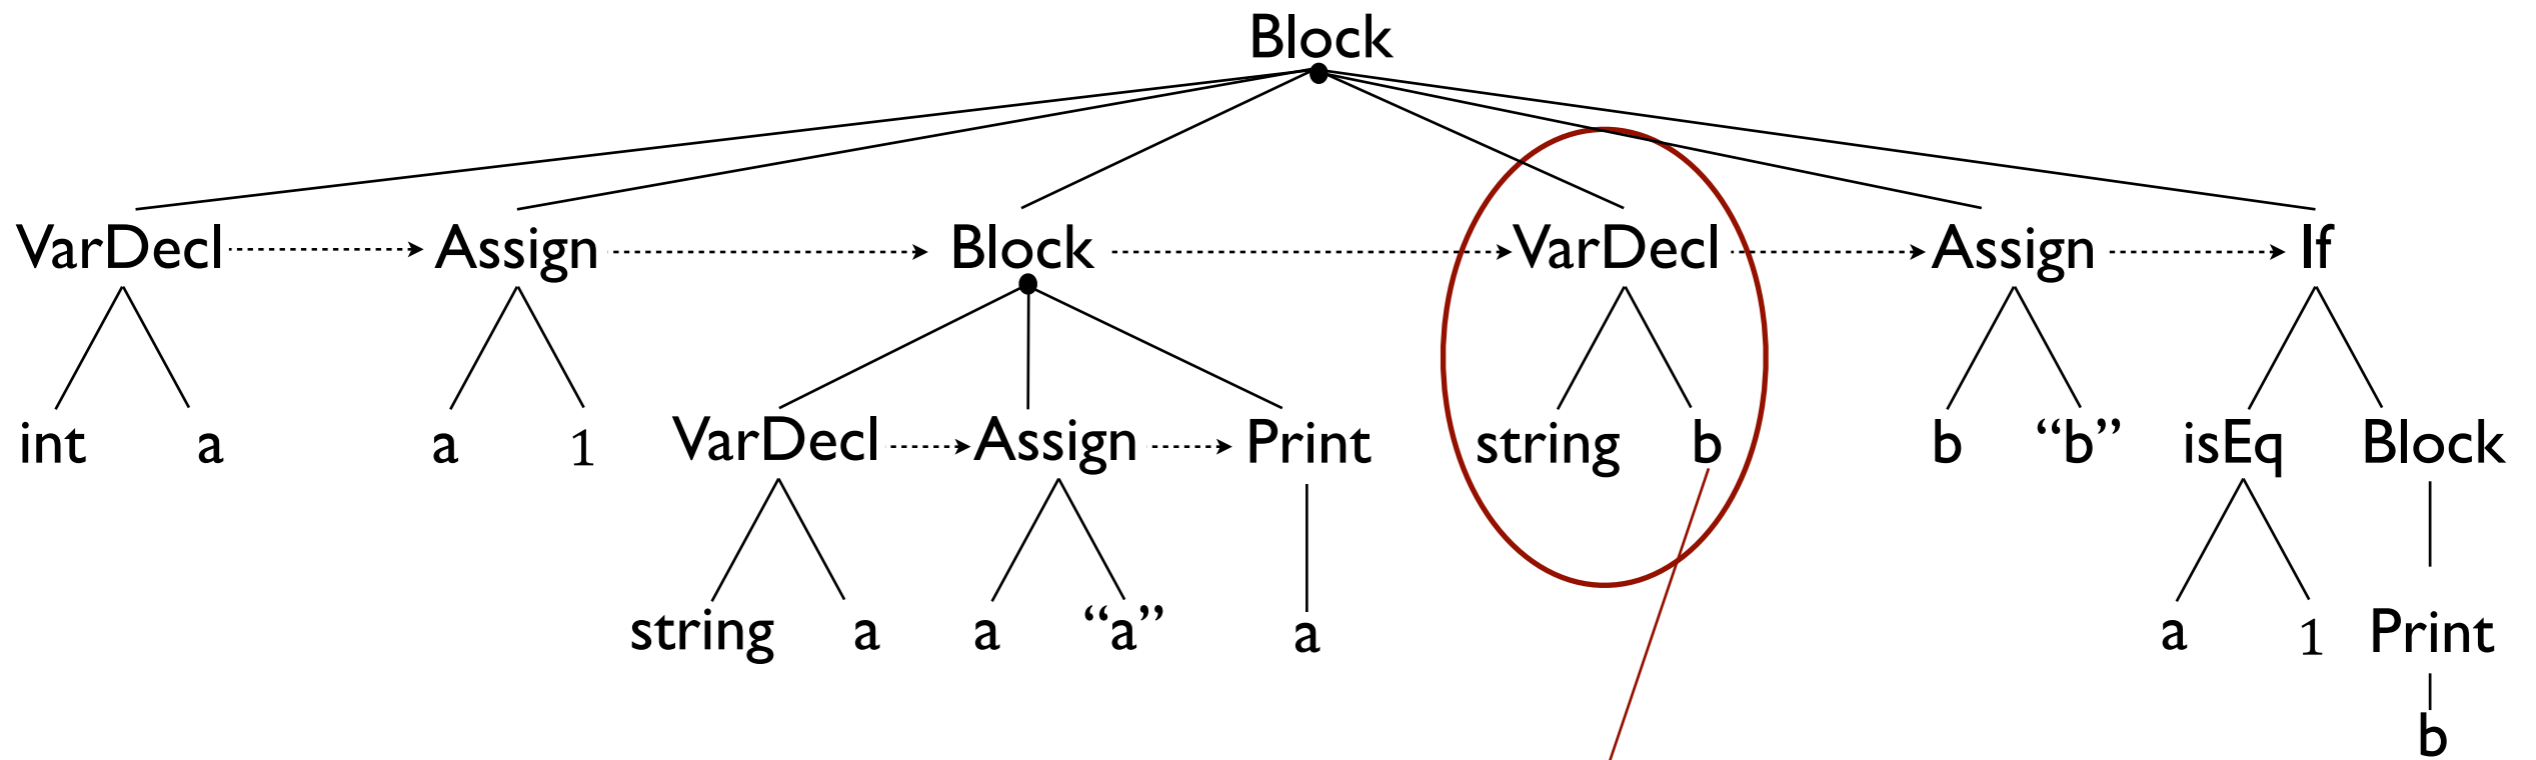 Block
VarDecl Assign Block VarDecl Assign If
int a a 1 VarDecl Assign Print string b b “b” isEq Block
string a a “a” a a 1 Print
b